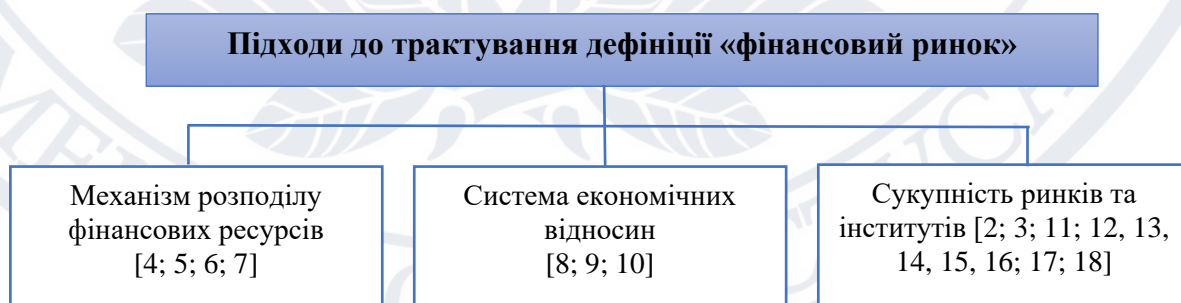 Підходи до трактування дефініції «фінансовий ринок»
Механізм розподілу
фінансових ресурсів
[4; 5; 6; 7]
Система економічних
відносин
[8; 9; 10]
Сукупність ринків та
інститутів [2; 3; 11; 12, 13,
14, 15, 16; 17; 18]